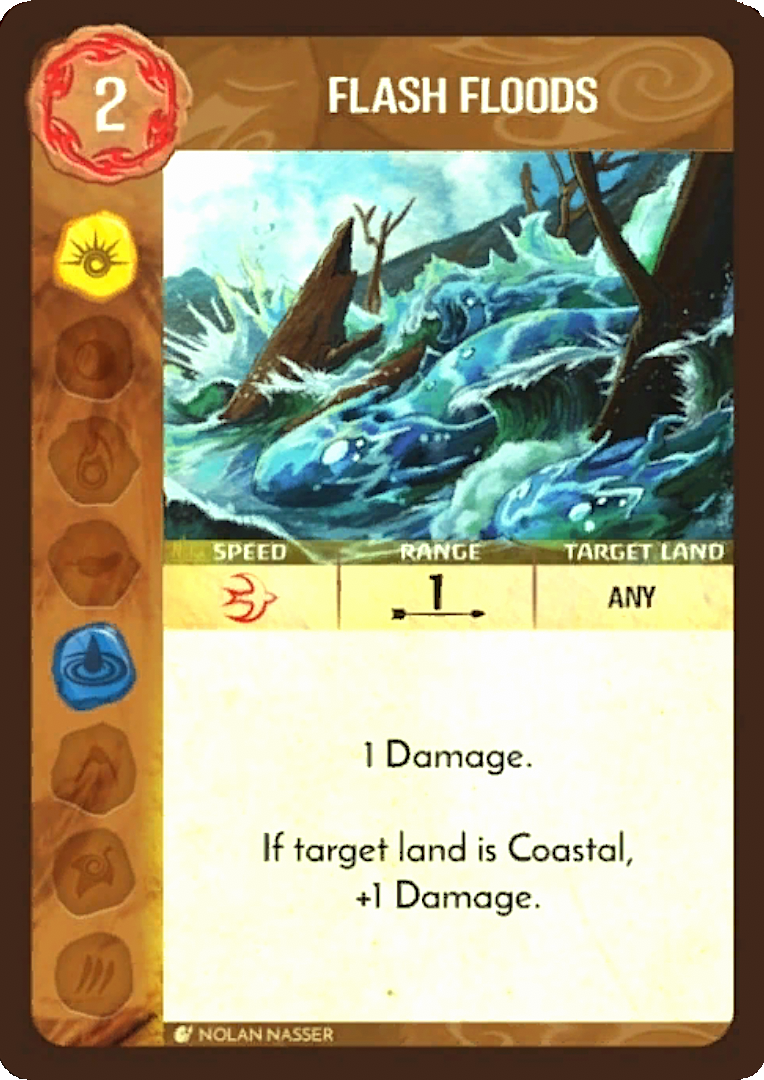 2
FLASH FLOODS
SPEED RANGE TARGET LAND
1 ANY
1 Damage.
If target land is Coastal,
+1 Damage.
NOLAN NASSER